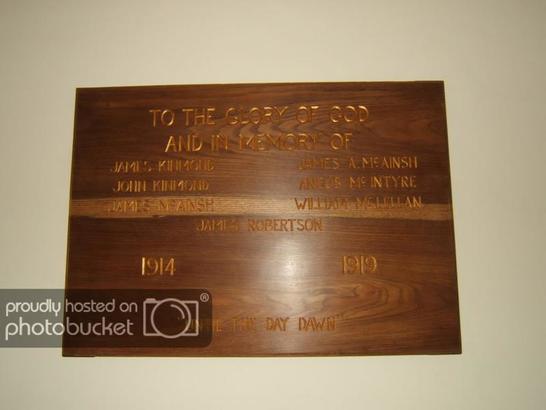 TO THE GLORY OF GOD
AND IN MEMORY OF
JAMES KINMOND JAMES A. McAINSH
JOHN KINMOND ANGUS McINTYRE
JAMES McAINSH WILLIAM McLELLAN
JAMES ROBERTSON
1914 1919
THE DAY DAWN"
proudly hosted on
photobucket